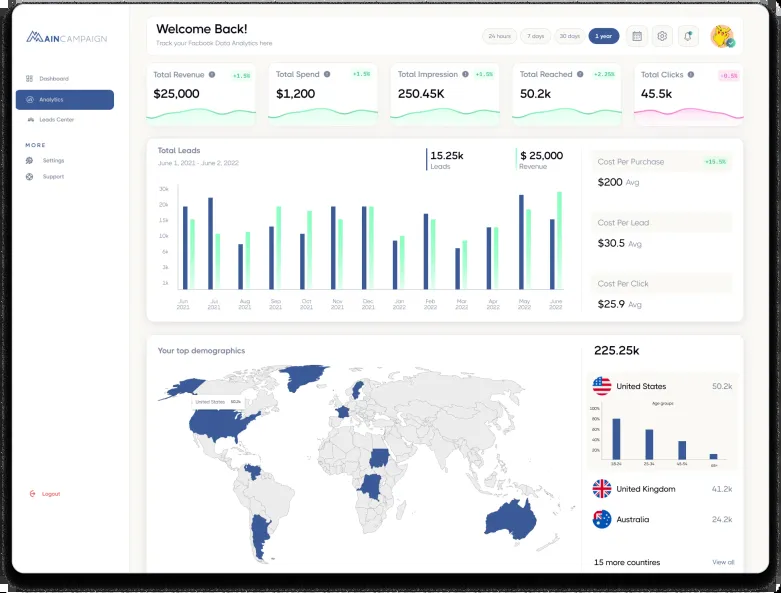 MAINCAMPAIGN
Dashboard
Analytics
Leads Center
MORE
Settings
Support
Logout
Welcome Back!
Track your Facbook Data Analytics here
24 hours
7 days
30 days
1 year
Total Revenue
+1.5%
$25,000
Total Spend
+1.5%
$1,200
Total Impression
+1.5%
250.45K
Total Reached
+2.25%
50.2k
Total Clicks
-0.5%
45.5k
Total Leads
June 1, 2021 - June 2, 2022
15.25k
Leads
$ 25,000
Revenue
30k
20k
15k
10k
6k
3k
1k
Jun 2021
Jul 2021
Aug 2021
Sep 2021
Oct 2021
Nov 2021
Dec 2021
Jan 2022
Feb 2022
Mar 2022
Apr 2022
May 2022
June 2022
Cost Per Purchase
+15.5%
$200 Avg
Cost Per Lead
$30.5 Avg
Cost Per Click
$25.9 Avg
Your top demographics
United States
225.25k
United States
50.2k
Age groups
100%
80%
60%
40%
20%
18-24
25-34
45-54
65+
United Kingdom
41.2k
Australia
24.2k
15 more countires
View all